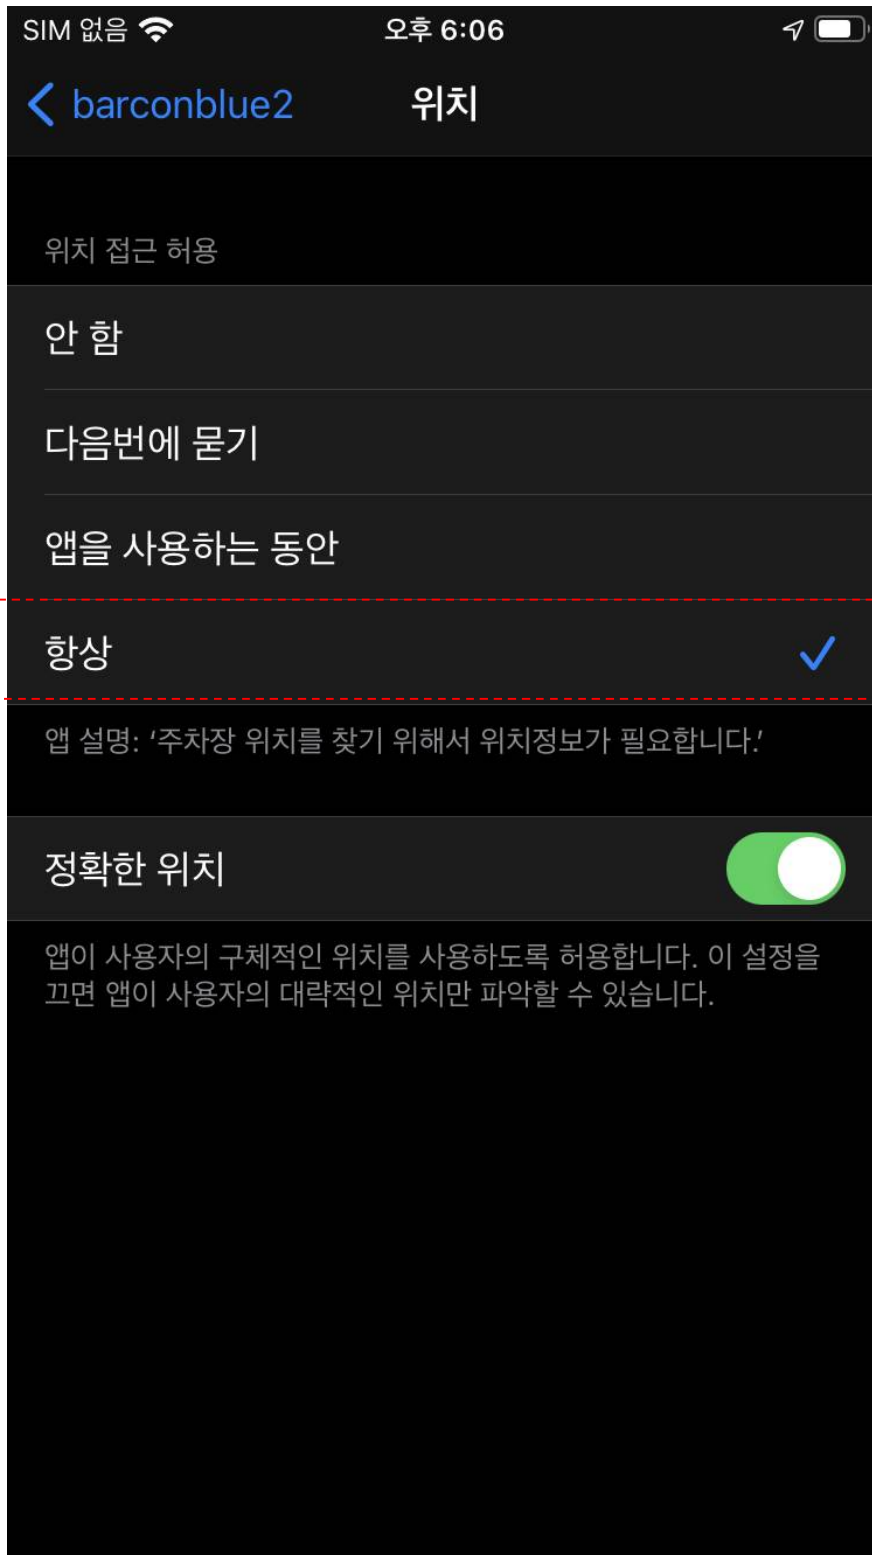 SIM 없음 오후 6:06
barconblue2 위치
위치 접근 허용
안 함
다음번에 묻기
앱을 사용하는 동안
항상
앱 설명: ‘주차장 위치를 찾기 위해서 위치정보가 필요합니다.’
정확한 위치
앱이 사용자의 구체적인 위치를 사용하도록 허용합니다. 이 설정을
끄면 앱이 사용자의 대략적인 위치만 파악할 수 있습니다.